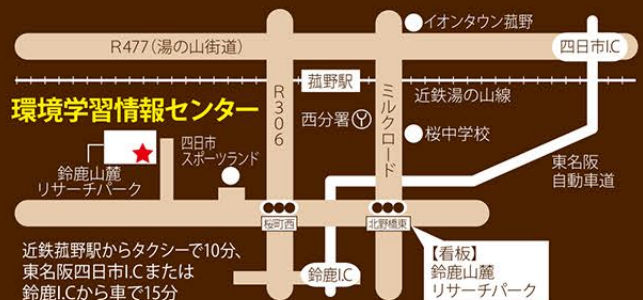 イオンタウン菰野
R477(湯の山街道)
四日市I.C
菰野駅
近鉄湯の山線
環境学習情報センター
R306
ミルクロード
西分署
桜中学校
四日市
スポーツランド
鈴鹿山麓
リサーチパーク
東名阪
自動車道
桜町西
北野橋東
近鉄菰野駅からタクシーで10分、
東名阪四日市I.Cまたは
鈴鹿I.Cから車で15分
鈴鹿I.C
【看板】
鈴鹿山麓
リサーチパーク